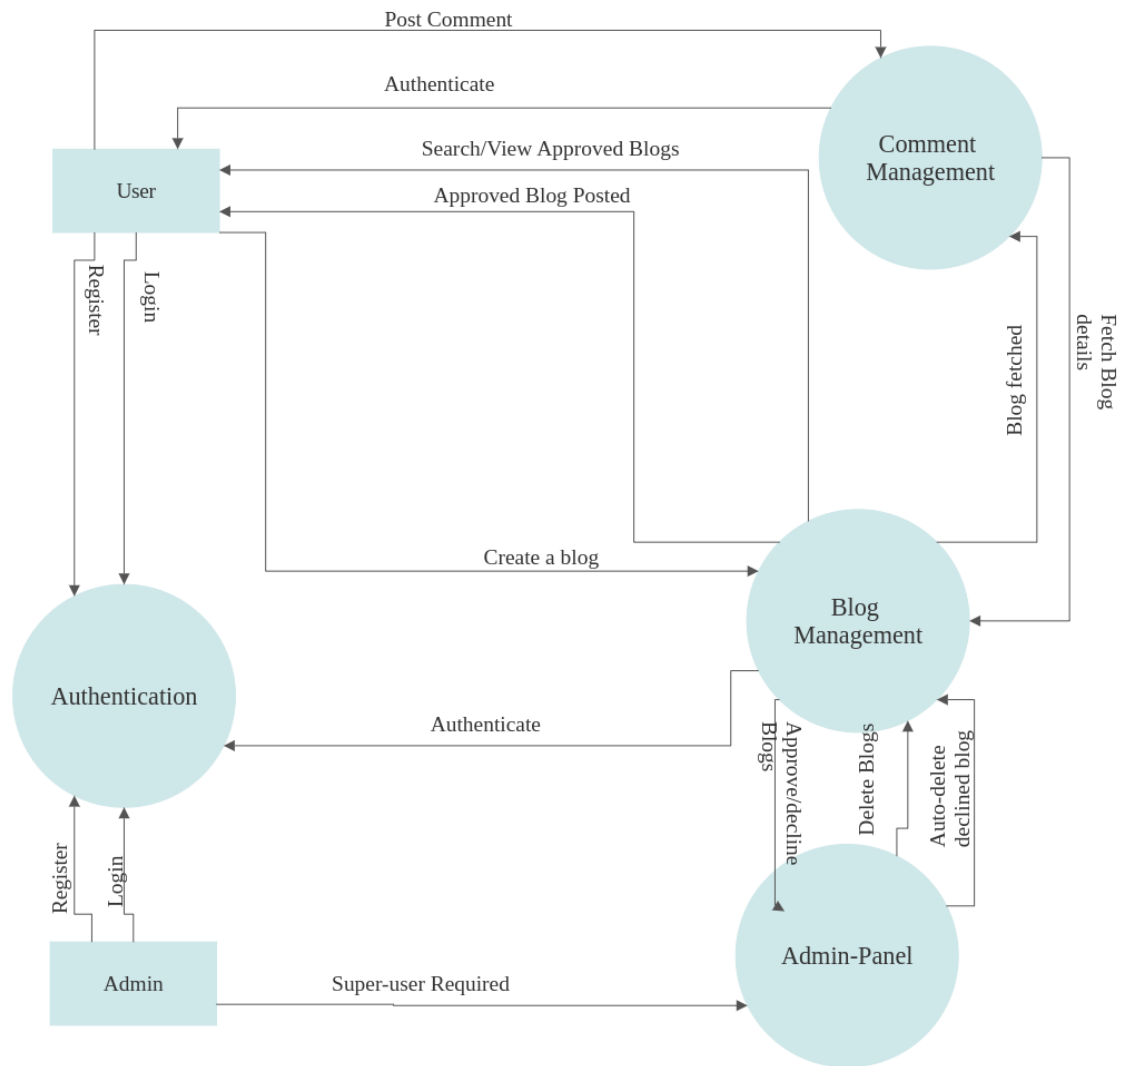 Post Comment
Authenticate
Comment
Management
Search/View Approved Blogs
User
Approved Blog Posted
Register
Login
Fetch Blog
details
Blog fetched
Create a blog
Blog
Management
Authentication
Authenticate
Approve/decline
Blogs
Delete Blogs
Auto-delete
declined blog
Register
Login
Admin-Panel
Admin
Super-user Required